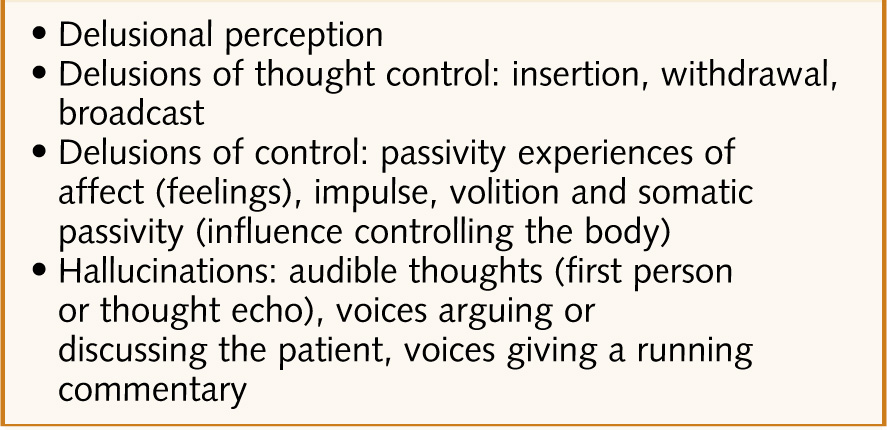 • Delusional perception
• Delusions of thought control: insertion, withdrawal,
broadcast
• Delusions of control: passivity experiences of
affect (feelings), impulse, volition and somatic
passivity (influence controlling the body)
• Hallucinations: audible thoughts (first person
or thought echo), voices arguing or
discussing the patient, voices giving a running
commentary